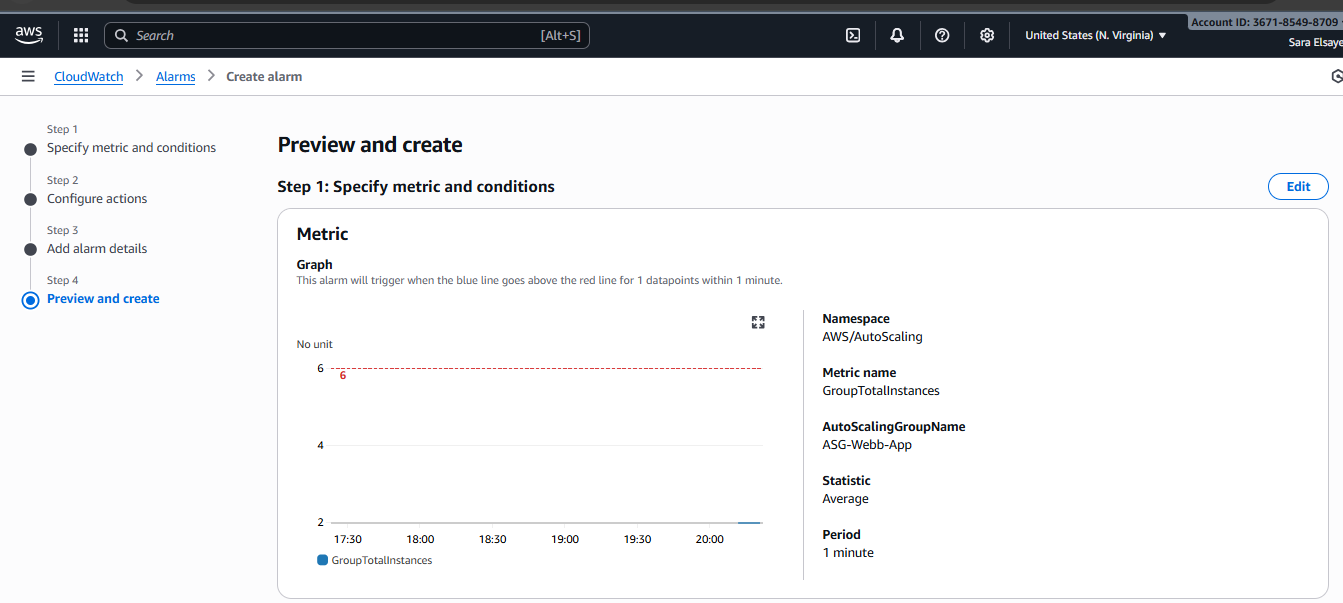 aws
Search
[Alt+S]
United States (N. Virginia)
Account ID: 3671-8549-8709
Sara Elsaye
CloudWatch
Alarms
Create alarm
Step 1
Specify metric and conditions
Step 2
Configure actions
Step 3
Add alarm details
Step 4
Preview and create
Preview and create
Step 1: Specify metric and conditions
Edit
Metric
Graph
This alarm will trigger when the blue line goes above the red line for 1 datapoints within 1 minute.
No unit
6
6
4
2
17:30 18:00 18:30 19:00 19:30 20:00
GroupTotalInstances
Namespace
AWS/AutoScaling
Metric name
GroupTotalInstances
AutoScalingGroupName
ASG-Webb-App
Statistic
Average
Period
1 minute